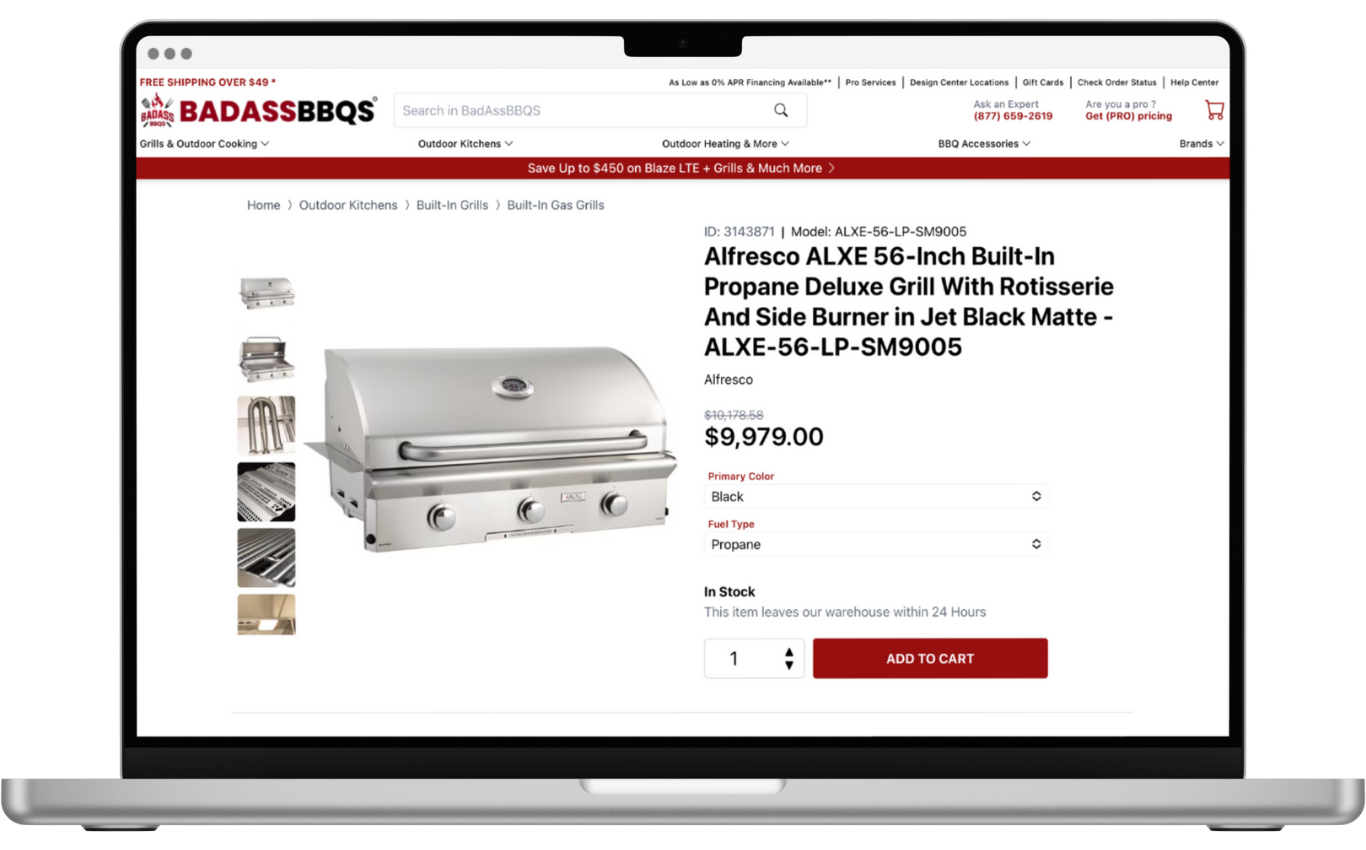 FREE SHIPPING OVER $49 *
As Low as 0% APR Financing Available** | Pro Services | Design Center Locations | Gift Cards | Check Order Status | Help Center
BADASS BBQS
BADASSBBQS®
Search in BadAssBBQS
Ask an Expert
(877) 659-2619
Are you a pro ?
Get (PRO) pricing
Grills & Outdoor Cooking
Outdoor Kitchens
Outdoor Heating & More
BBQ Accessories
Brands
Save Up to $450 on Blaze LTE + Grills & Much More
Home > Outdoor Kitchens > Built-In Grills > Built-In Gas Grills
ID: 3143871 | Model: ALXE-56-LP-SM9005
Alfresco ALXE 56-Inch Built-In
Propane Deluxe Grill With Rotisserie
And Side Burner in Jet Black Matte -
ALXE-56-LP-SM9005
Alfresco
$10,178.58
$9,979.00
Primary Color
Black
Fuel Type
Propane
In Stock
This item leaves our warehouse within 24 Hours
1
ADD TO CART